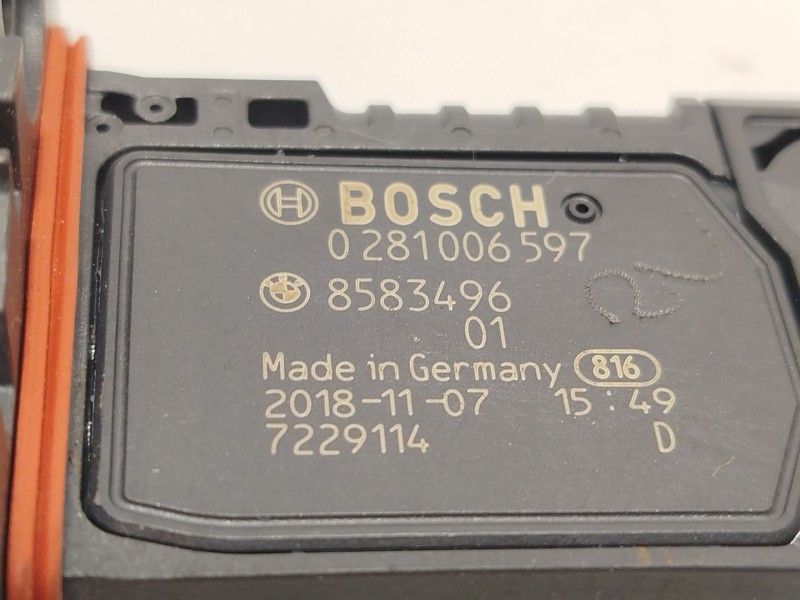 BOSCH
0 281 006 597
8583496
01
Made in Germany 816
2018-11-07 15:49
7229114 D